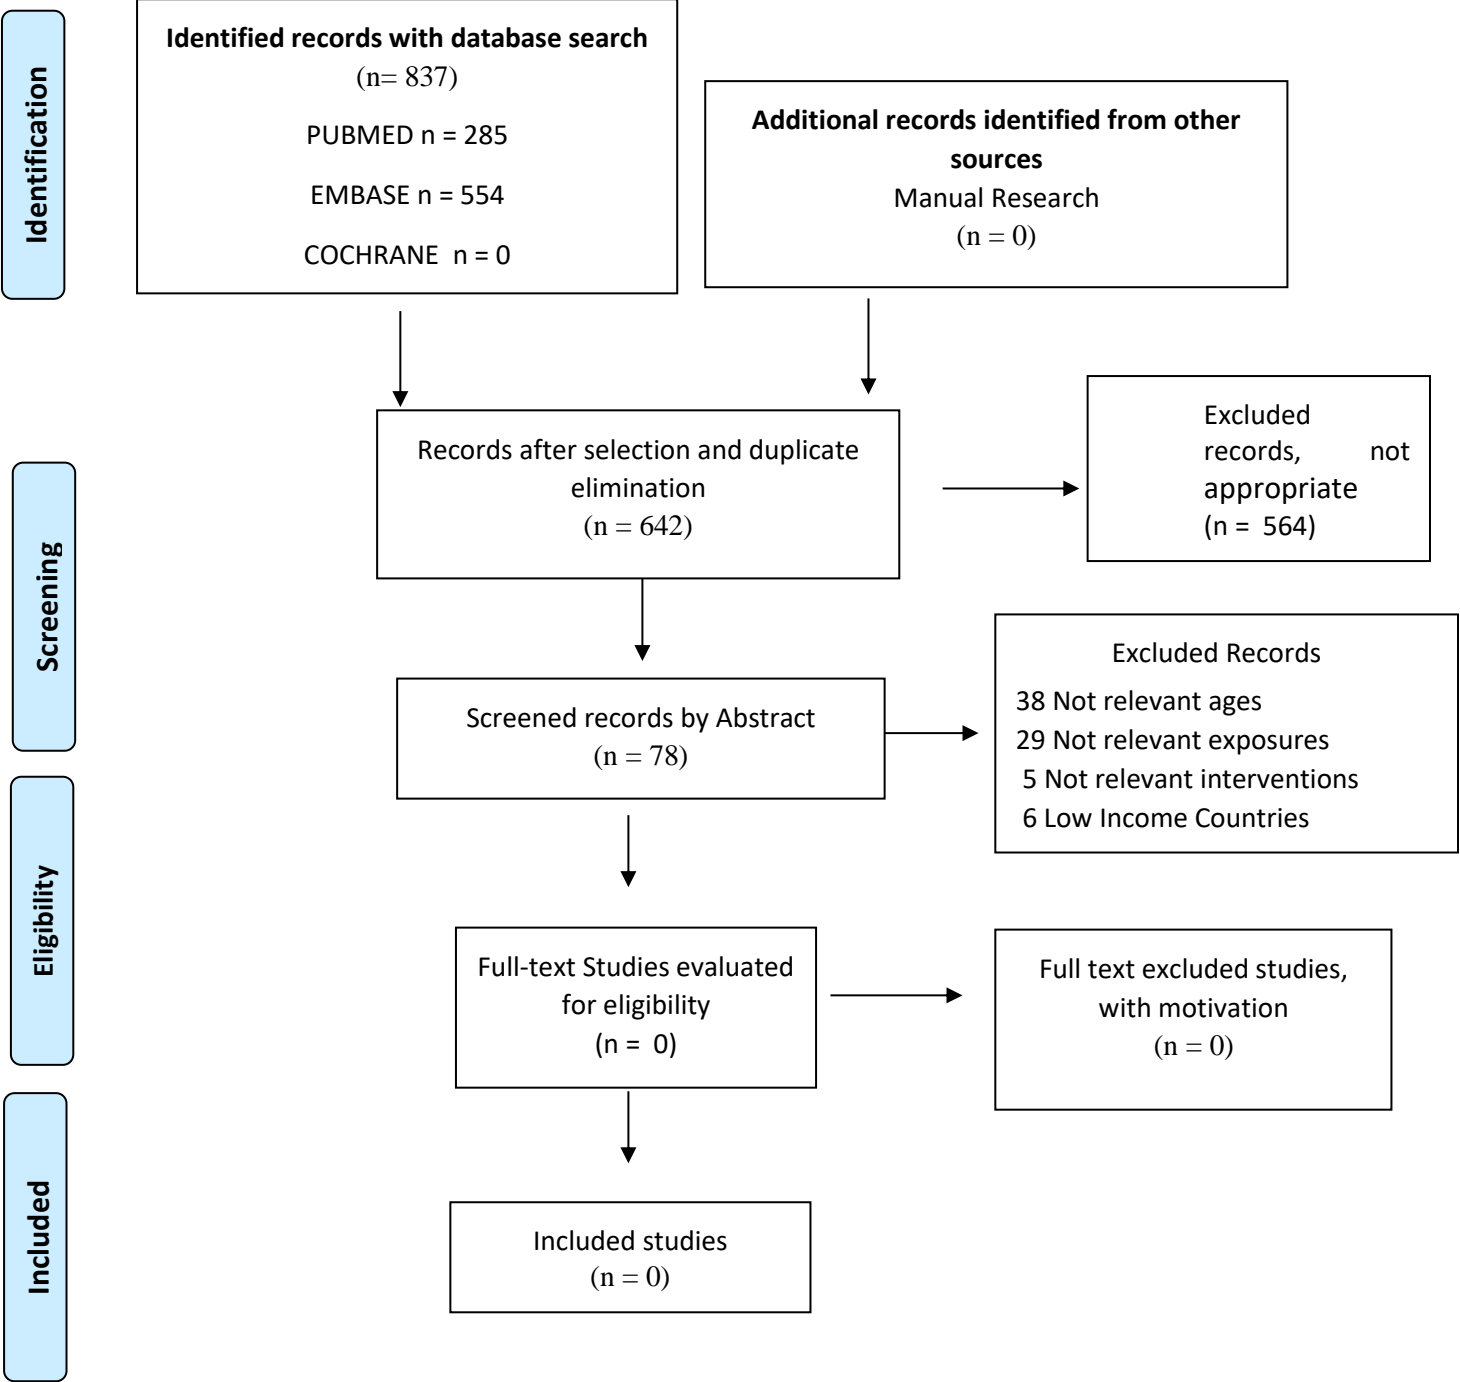 Identification
Identified records with database search
(n= 837)
PUBMED n = 285
EMBASE n = 554
COCHRANE n = 0
Additional records identified from other
sources
Manual Research
(n = 0)
Screening
Records after selection and duplicate
elimination
(n = 642)
Excluded
records, not
appropriate
(n = 564)
Screened records by Abstract
(n = 78)
Excluded Records
38 Not relevant ages
29 Not relevant exposures
5 Not relevant interventions
6 Low Income Countries
Eligibility
Full-text Studies evaluated
for eligibility
(n = 0)
Full text excluded studies,
with motivation
(n = 0)
Included
Included studies
(n = 0)